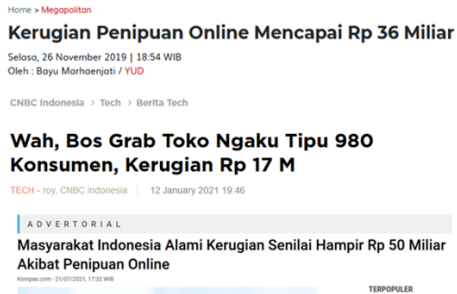 Home > Megapolitan
Kerugian Penipuan Online Mencapai Rp 36 Miliar
Selasa, 26 November 2019 | 18:54 WIB
Oleh : Bayu Marhaenjati / YUD
CNBC Indonesia > Tech > Berita Tech
Wah, Bos Grab Toko Ngaku Tipu 980
Konsumen, Kerugian Rp 17 M
TECH - roy, CNBC Indonesia | 12 January 2021 19:46
ADVERTORIAL
Masyarakat Indonesia Alami Kerugian Senilai Hampir Rp 50 Miliar
Akibat Penipuan Online
Kompas.com - 21/07/2021, 17:32 WIB
TERPOPULER